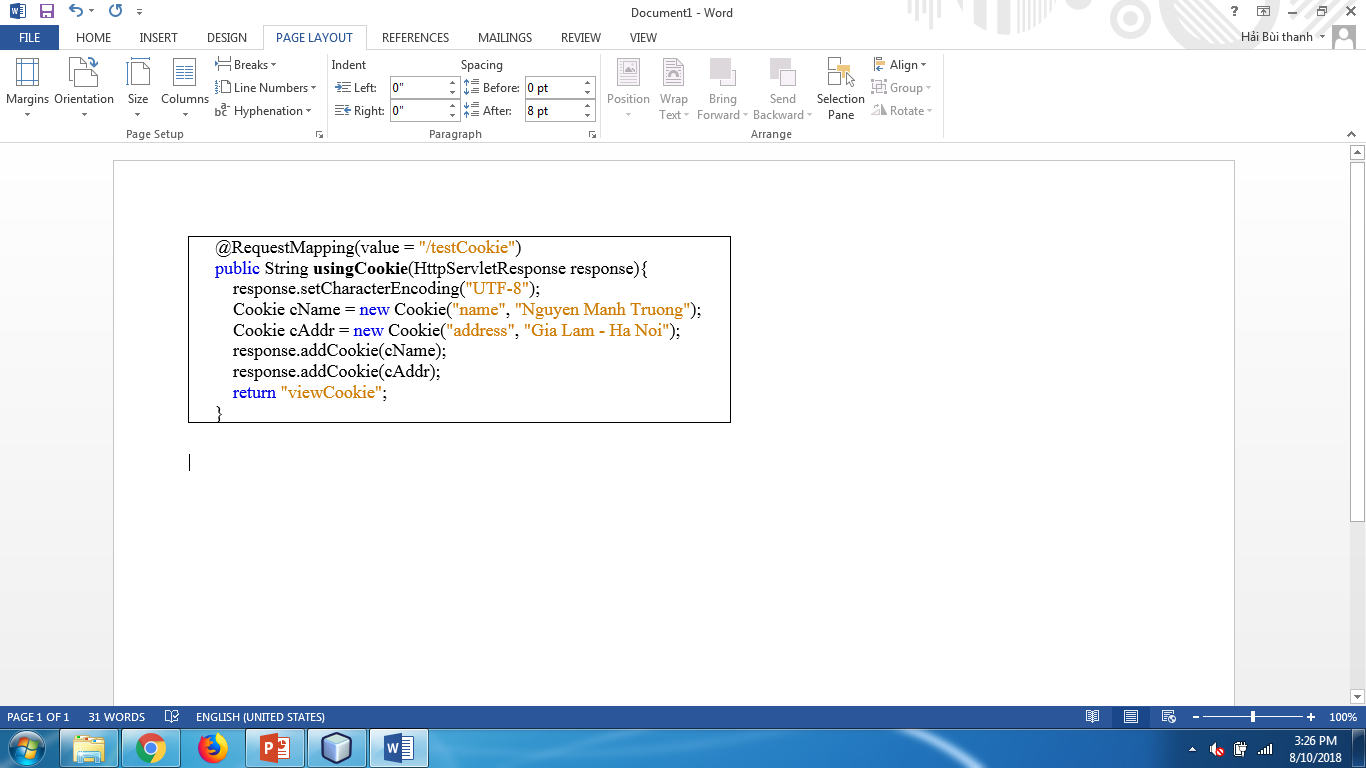 Document1 - Word
?
FILE HOME INSERT DESIGN PAGE LAYOUT REFERENCES MAILINGS REVIEW VIEW
Hải Bùi thanh
Margins
Orientation
Size
Columns
Breaks
Line Numbers
Hyphenation
Page Setup
Indent
Left: 0"
Right: 0"
Spacing
Before: 0 pt
After: 8 pt
Paragraph
Position
Wrap
Text
Bring
Forward
Send
Backward
Selection
Pane
Align
Group
Rotate
Arrange
@RequestMapping(value = "/testCookie")
public String usingCookie(HttpServletResponse response){
response.setCharacterEncoding("UTF-8");
Cookie cName = new Cookie("name", "Nguyen Manh Truong");
Cookie cAddr = new Cookie("address", "Gia Lam - Ha Noi");
response.addCookie(cName);
response.addCookie(cAddr);
return "viewCookie";
}
PAGE 1 OF 1 31 WORDS ENGLISH (UNITED STATES)
100%
3:26 PM
8/10/2018